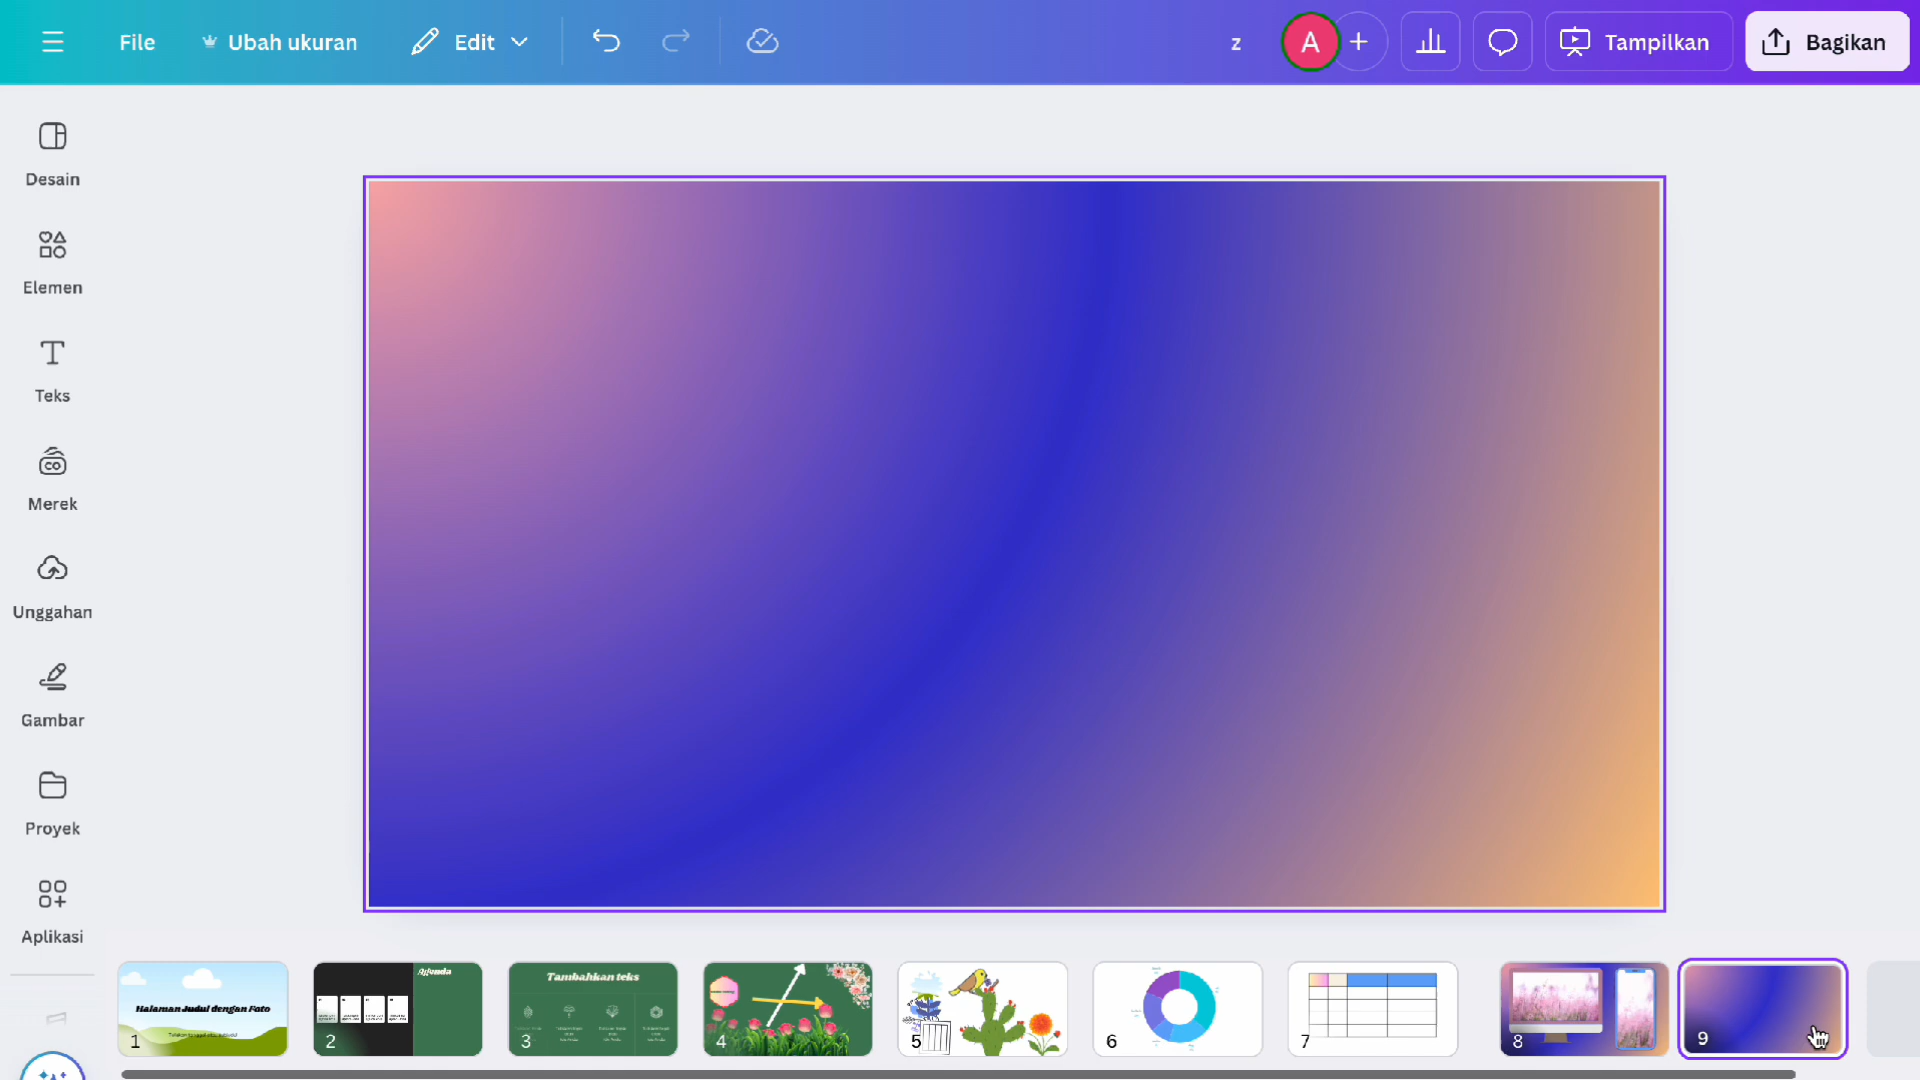 File
Ubah ukuran
Edit
z
A
Tampilkan
Bagikan
Desain
Elemen
Teks
Merek
CO
Unggahan
Gambar
Proyek
Aplikasi
Halaman Judul dengan Foto
1
Agenda
2
Tambahkan teks
3
4
5
6
7
8
9